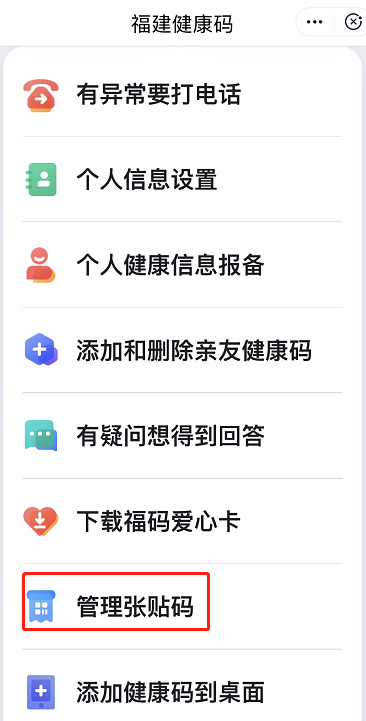 福建健康码
有异常要打电话
个人信息设置
个人健康信息报备
添加和删除亲友健康码
有疑问想得到回答
下载福码爱心卡
管理张贴码
添加健康码到桌面